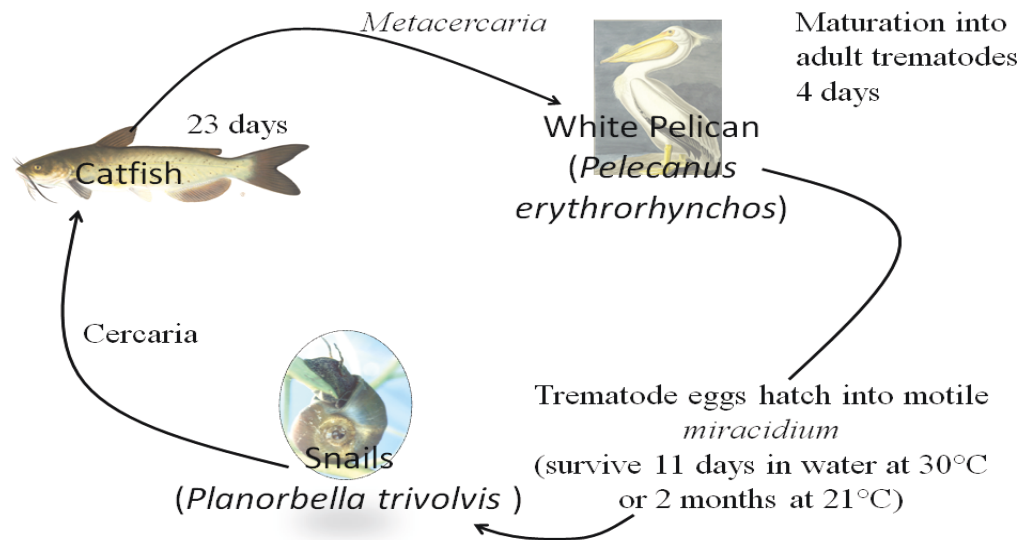 Metacercaria
Maturation into
adult trematodes
4 days
23 days
Catfish
White Pelican
(Pelecanus
erythrorhynchos)
Cercaria
Trematode eggs hatch into motile
miracidium
(survive 11 days in water at 30°C
or 2 months at 21°C)
Snails
(Planorbella trivolvis )